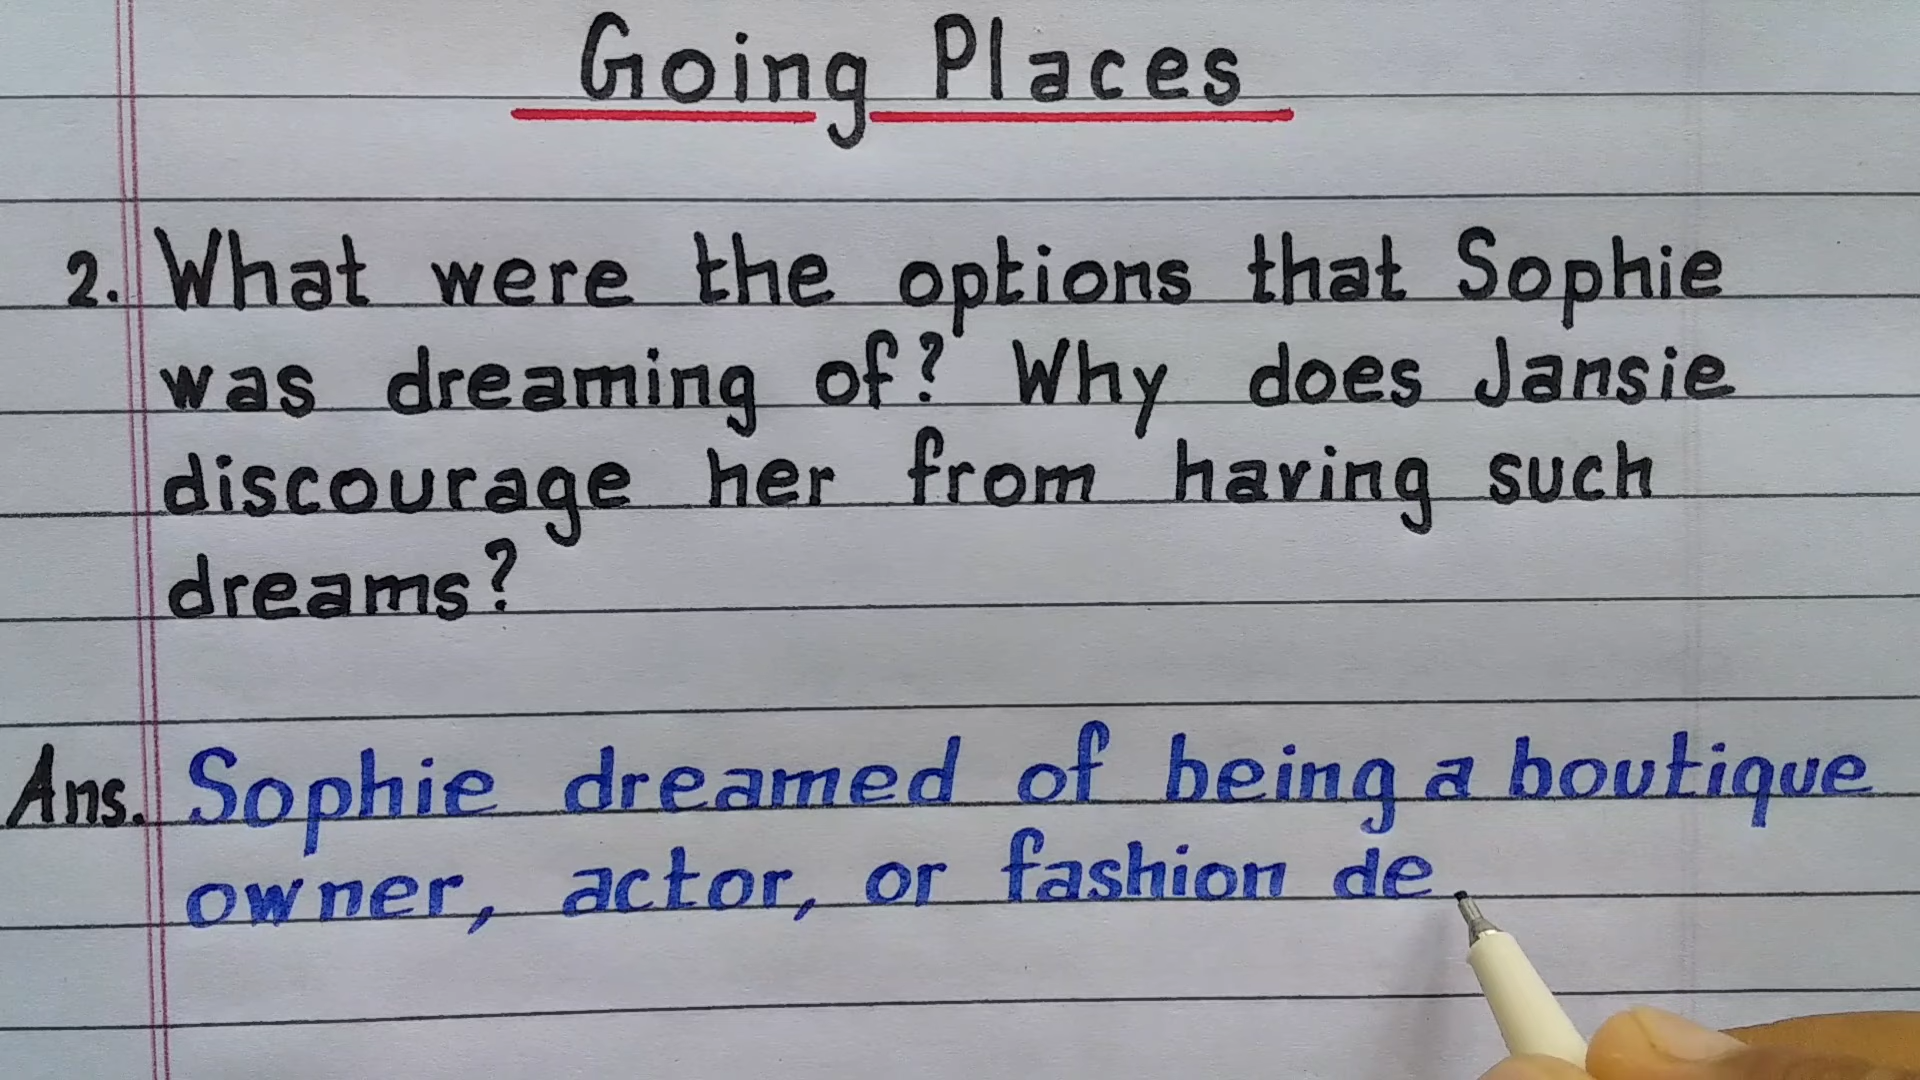 Going Places
2. What were the options that Sophie
was dreaming of? Why does Jansie
discourage her from having such
dreams?
Ans. Sophie dreamed of being a boutique
owner, actor, or fashion de